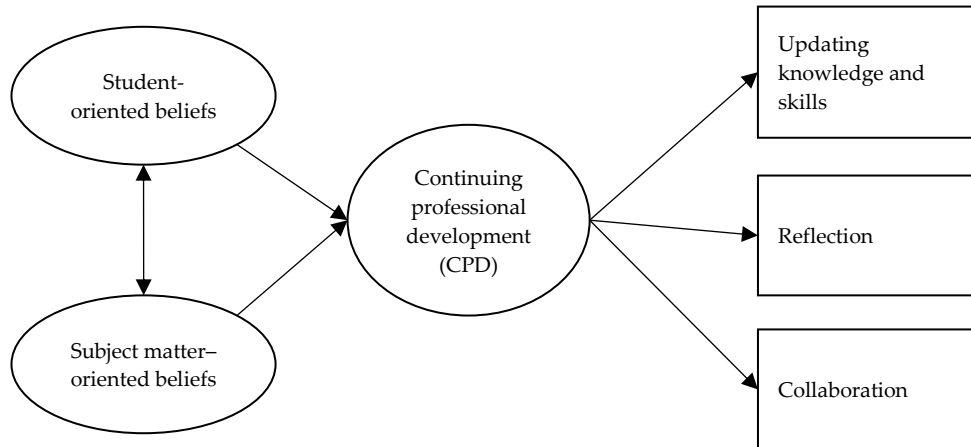 Student-
oriented beliefs
Subject matter–
oriented beliefs
Continuing
professional
development
(CPD)
Updating
knowledge and
skills
Reflection
Collaboration